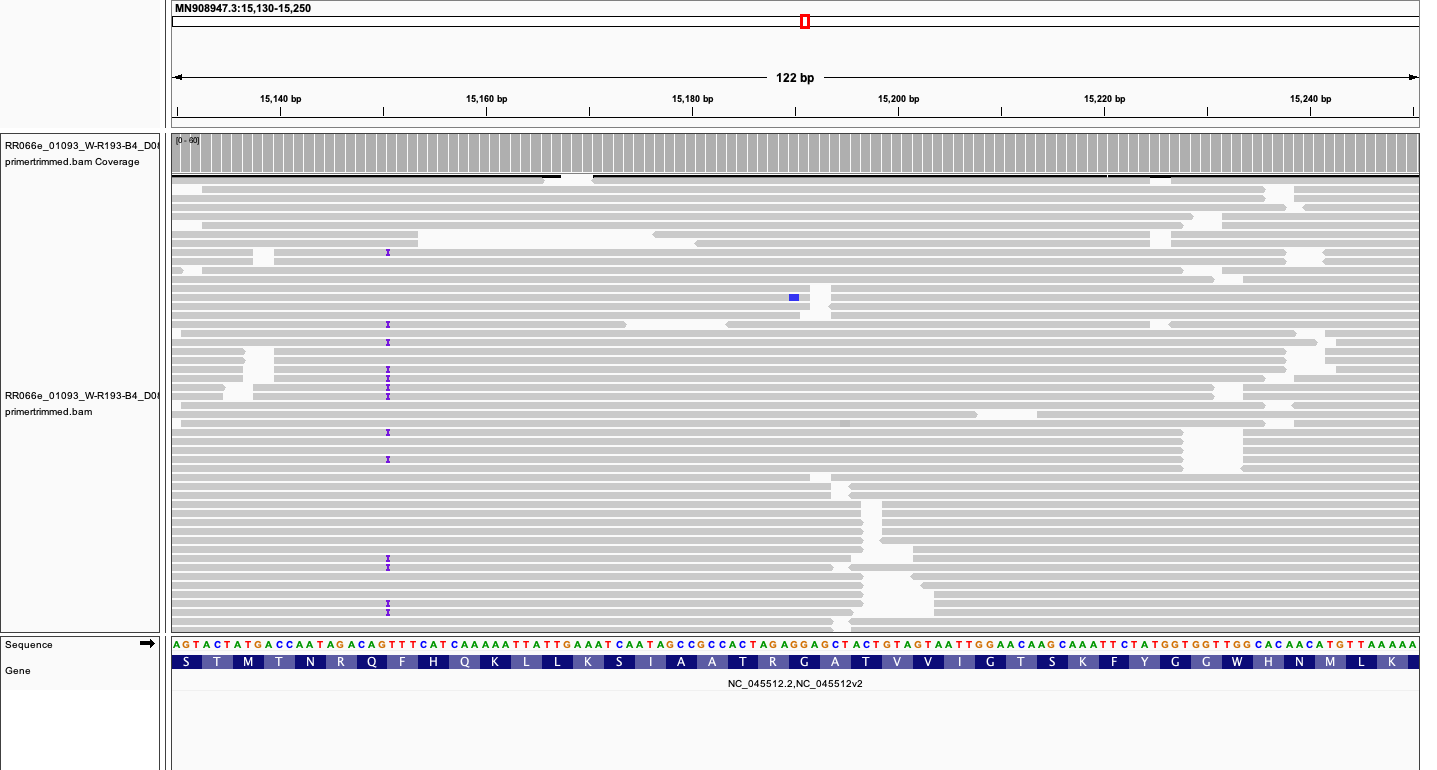 MN908947.3:15,130-15,250
122 bp
15,140 bp 15,160 bp 15,180 bp 15,200 bp 15,220 bp 15,240 bp
RR066e_01093_W-R193-B4_D0
primertrimmed.bam Coverage
[0 - 60]
RR066e_01093_W-R193-B4_D0
primertrimmed.bam
Sequence
AGTACTATGACCAATAGACAGTTTCATCAAAAATTATTGAAATCAATAGCCGCCACTAGAGGAGCTACTGTAGTAATTGGAACAAGCAAATTCTATGGTGGTTGGCACAACATGTTAAAAA
Gene
S T M T N R Q F H Q K L L K S I A A T R G A T V V I G T S K F Y G G W H N M L K
NC_045512.2,NC_045512v2